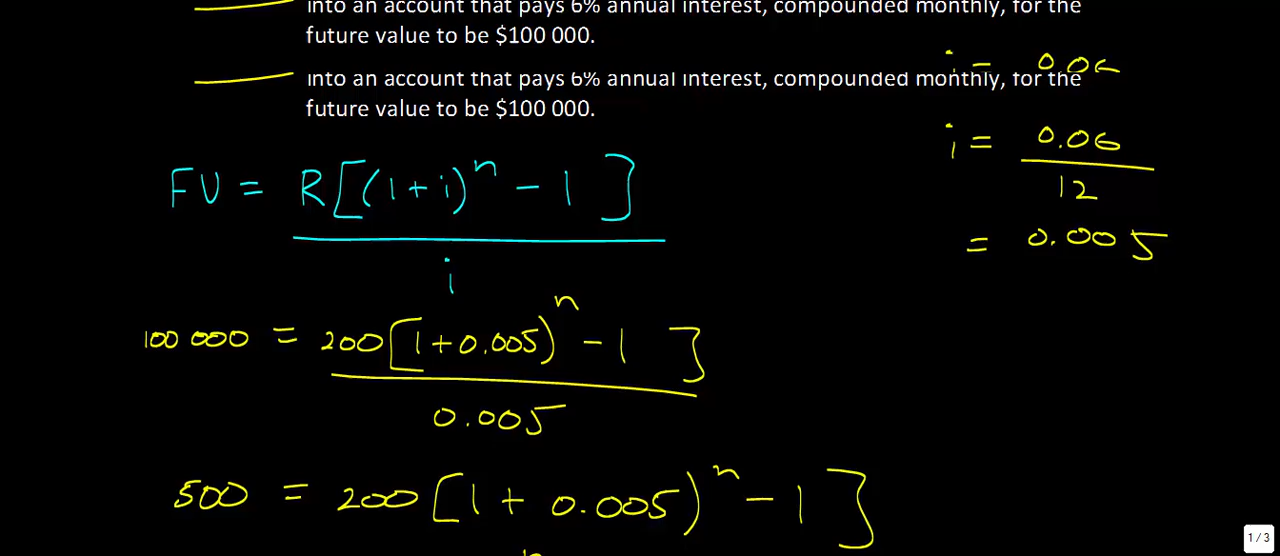 into an account that pays 6% annual interest, compounded monthly, for the
future value to be $100 000.
i = 0.06
into an account that pays 6% annual interest, compounded monthly, for the
future value to be $100 000.
i = 0.06
12
= 0.005
FV = R[(1+i)^n - 1]
i
100 000 = 200[1+0.005)^n - 1]
0.005
500 = 200[1+0.005)^n - 1]
1 / 3